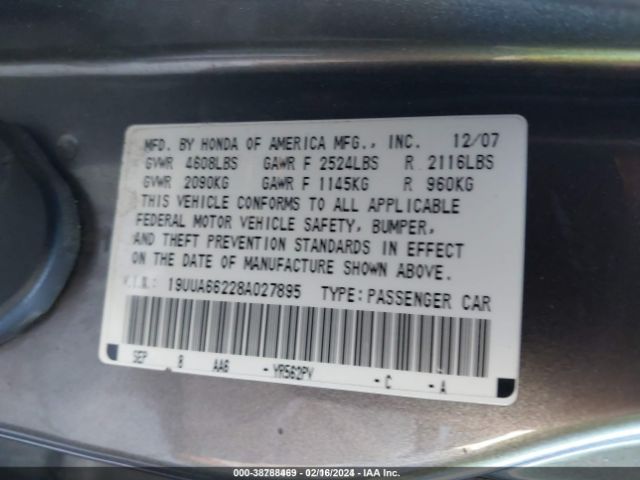 MFD. BY HONDA OF AMERICA MFG., INC. 12/07
GVWR 4608LBS GAWR F 2524LBS R 2116LBS
GVWR 2090KG GAWR F 1145KG R 960KG
THIS VEHICLE CONFORMS TO ALL APPLICABLE
FEDERAL MOTOR VEHICLE SAFETY, BUMPER,
AND THEFT PREVENTION STANDARDS IN EFFECT
ON THE DATE OF MANUFACTURE SHOWN ABOVE.
V.I.N.: 19UUA66228A027895 TYPE:PASSENGER CAR
SEP 8 AA6 - YR562PV - C - A
000-38788469 - 02/16/2024 - IAA Inc.